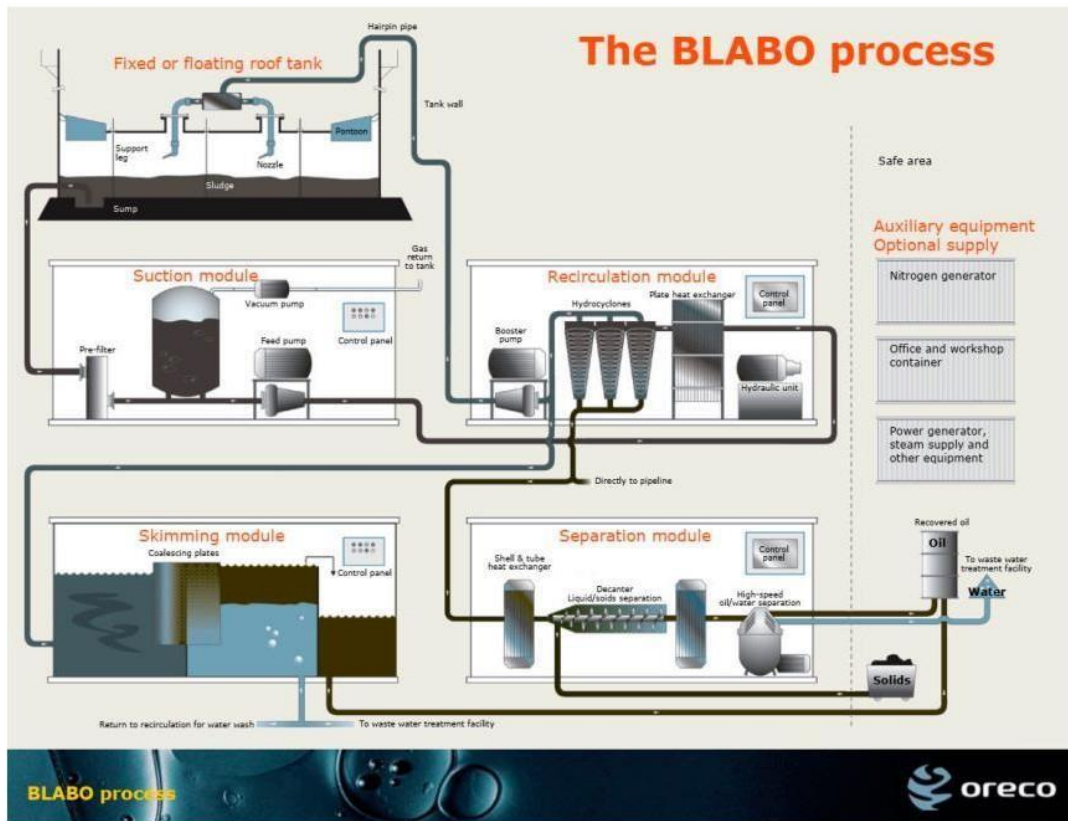 The BLABO process
Hairpin pipe
Fixed or floating roof tank
Tank wall
Support
leg
Pontoon
Nozzle
Sludge
Sump
Safe area
Auxiliary equipment
Optional supply
Nitrogen generator
Office and workshop
container
Power generator,
steam supply and
other equipment
Suction module
Gas
return
to tank
Vacuum pump
Control panel
Pre-filter
Feed pump
Recirculation module
Plate heat exchanger
Control
panel
Hydrocyclones
Booster
pump
Hydraulic unit
Directly to pipeline
Skimming module
Coalescing plates
Control panel
Return to recirculation for water wash
To waste water treatment facility
Separation module
Control
panel
Shell & tube
heat exchanger
Decanter
Liquid/soids separation
High-speed
oil/water separation
Recovered oil
Oil
To waste water
treatment facility
Water
Solids
BLABO process
oreco